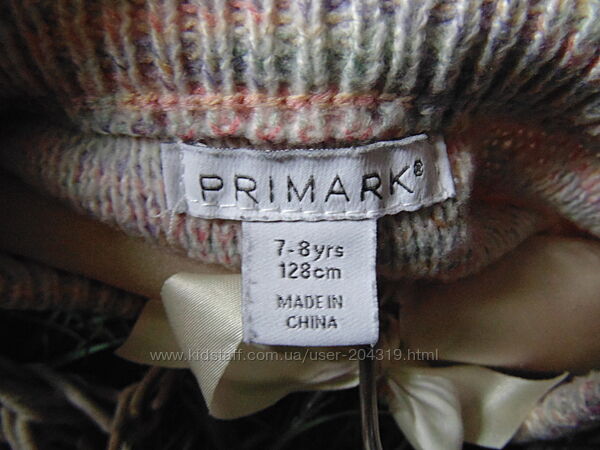 PRIMARK®
7-8yrs
128cm
MADE IN
CHINA
www.kidstaff.com.ua/user-204319.html